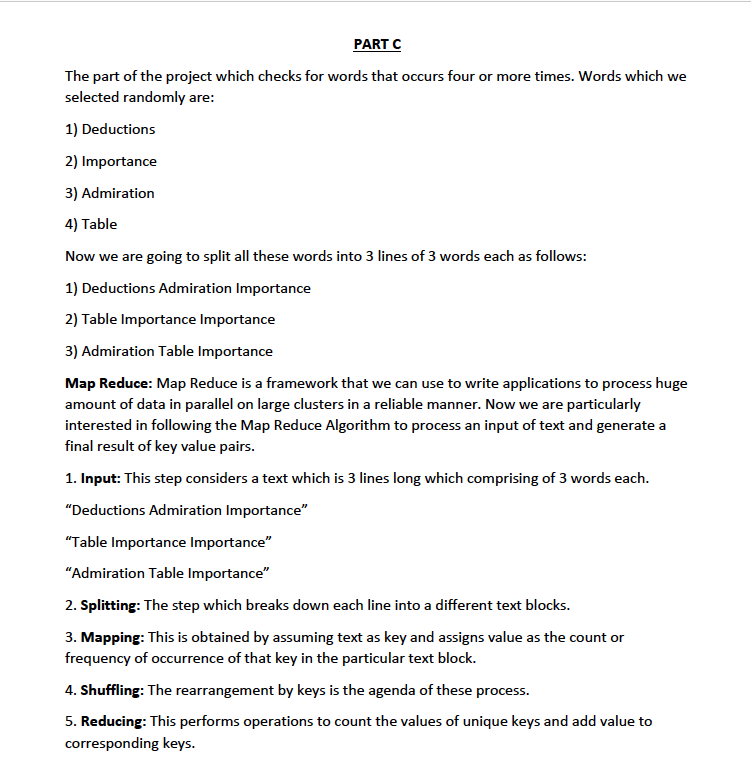 PART C
The part of the project which checks for words that occurs four or more times. Words which we
selected randomly are:
1) Deductions
2) Importance
3) Admiration
4) Table
Now we are going to split all these words into 3 lines of 3 words each as follows:
1) Deductions Admiration Importance
2) Table Importance Importance
3) Admiration Table Importance
Map Reduce: Map Reduce is a framework that we can use to write applications to process huge
amount of data in parallel on large clusters in a reliable manner. Now we are particularly
interested in following the Map Reduce Algorithm to process an input of text and generate a
final result of key value pairs.
1. Input: This step considers a text which is 3 lines long which comprising of 3 words each.
“Deductions Admiration Importance”
“Table Importance Importance”
“Admiration Table Importance”
2. Splitting: The step which breaks down each line into a different text blocks.
3. Mapping: This is obtained by assuming text as key and assigns value as the count or
frequency of occurrence of that key in the particular text block.
4. Shuffling: The rearrangement by keys is the agenda of these process.
5. Reducing: This performs operations to count the values of unique keys and add value to
corresponding keys.